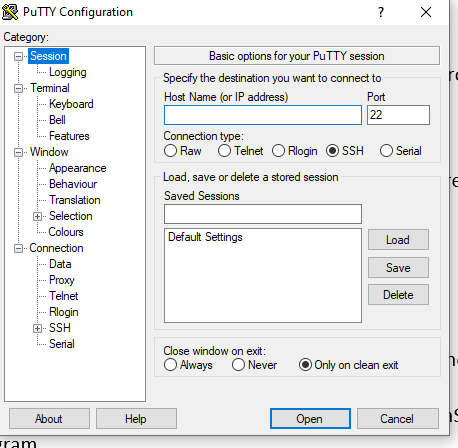 PuTTY Configuration
?
Category:
Session
Logging
Terminal
Keyboard
Bell
Features
Window
Appearance
Behaviour
Translation
Selection
Colours
Connection
Data
Proxy
Telnet
Rlogin
SSH
Serial
Basic options for your PuTTY session
Specify the destination you want to connect to
Host Name (or IP address) Port
22
Connection type:
Raw Telnet Rlogin SSH Serial
Load, save or delete a stored session
Saved Sessions
Default Settings
Load
Save
Delete
Close window on exit:
Always Never Only on clean exit
About Help Open Cancel
gram